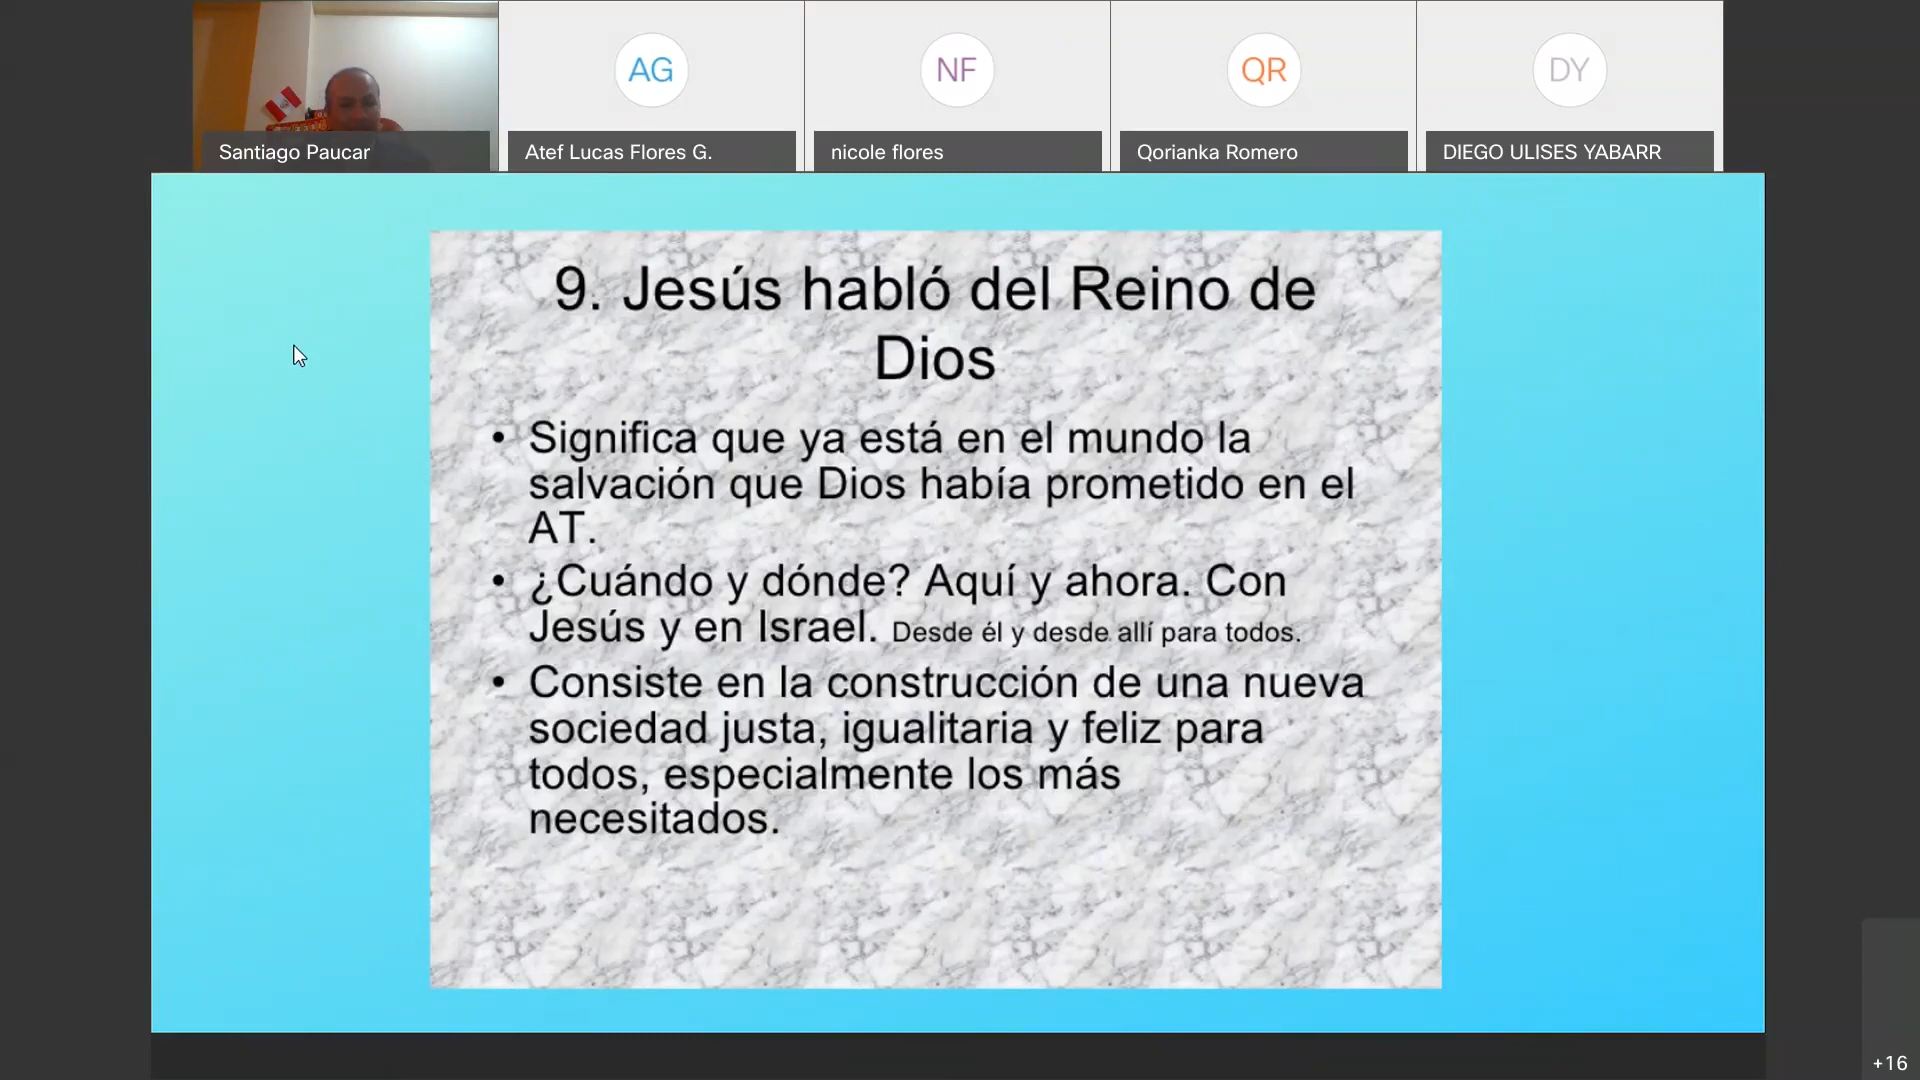 AG
NF
QR
DY
Santiago Paucar
Atef Lucas Flores G.
nicole flores
Qorianka Romero
DIEGO ULISES YABARR
9. Jesús habló del Reino de
Dios
• Significa que ya está en el mundo la
salvación que Dios había prometido en el
AT.
• ¿Cuándo y dónde? Aquí y ahora. Con
Jesús y en Israel. Desde él y desde allí para todos.
• Consiste en la construcción de una nueva
sociedad justa, igualitaria y feliz para
todos, especialmente los más
necesitados.
+16